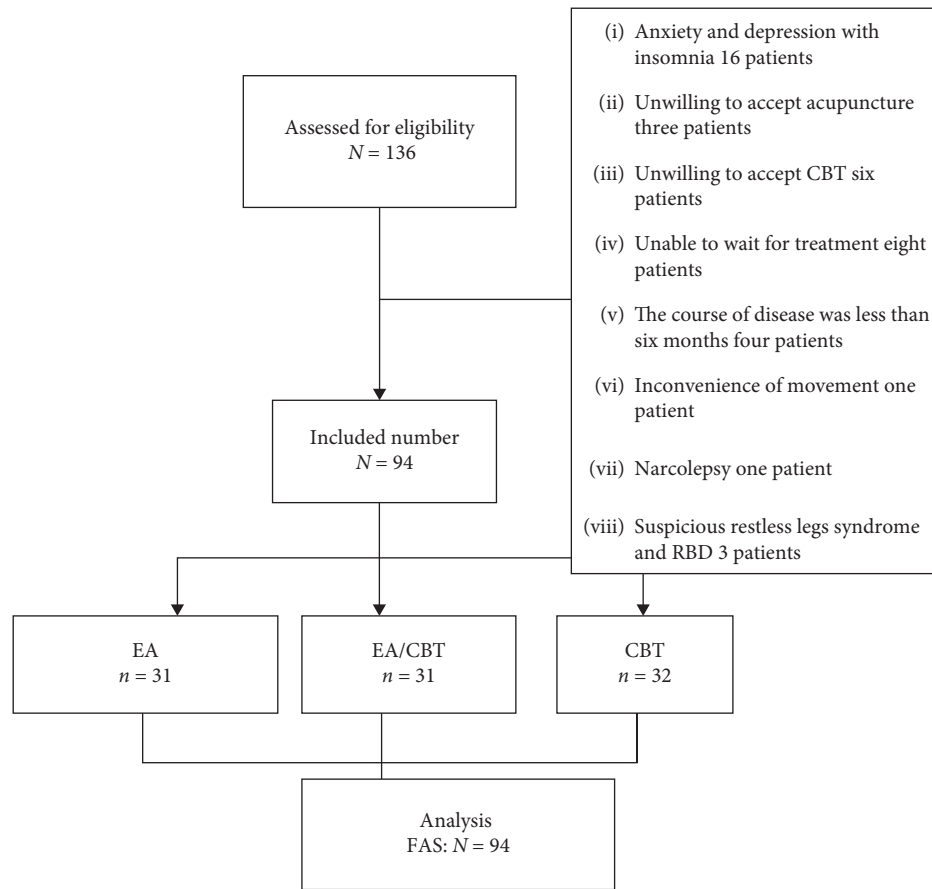 Assessed for eligibility
N = 136
(i) Anxiety and depression with
insomnia 16 patients
(ii) Unwilling to accept acupuncture
three patients
(iii) Unwilling to accept CBT six
patients
(iv) Unable to wait for treatment eight
patients
(v) The course of disease was less than
six months four patients
(vi) Inconvenience of movement one
patient
(vii) Narcolepsy one patient
(viii) Suspicious restless legs syndrome
and RBD 3 patients
Included number
N = 94
EA
n = 31
EA/CBT
n = 31
CBT
n = 32
Analysis
FAS: N = 94